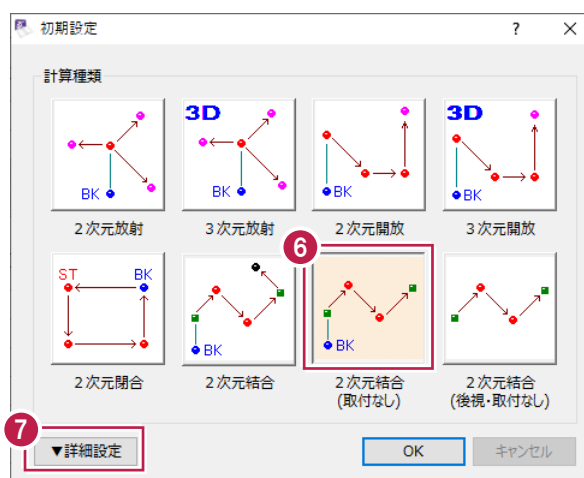 初期設定
?
×
計算種類
BK
2次元放射
3D
BK
3次元放射
BK
2次元開放
3D
BK
3次元開放
6
ST BK
2次元閉合
BK
2次元結合
BK
2次元結合
(取付なし)
2次元結合
(後視・取付なし)
7
▼詳細設定
OK
キャンセル